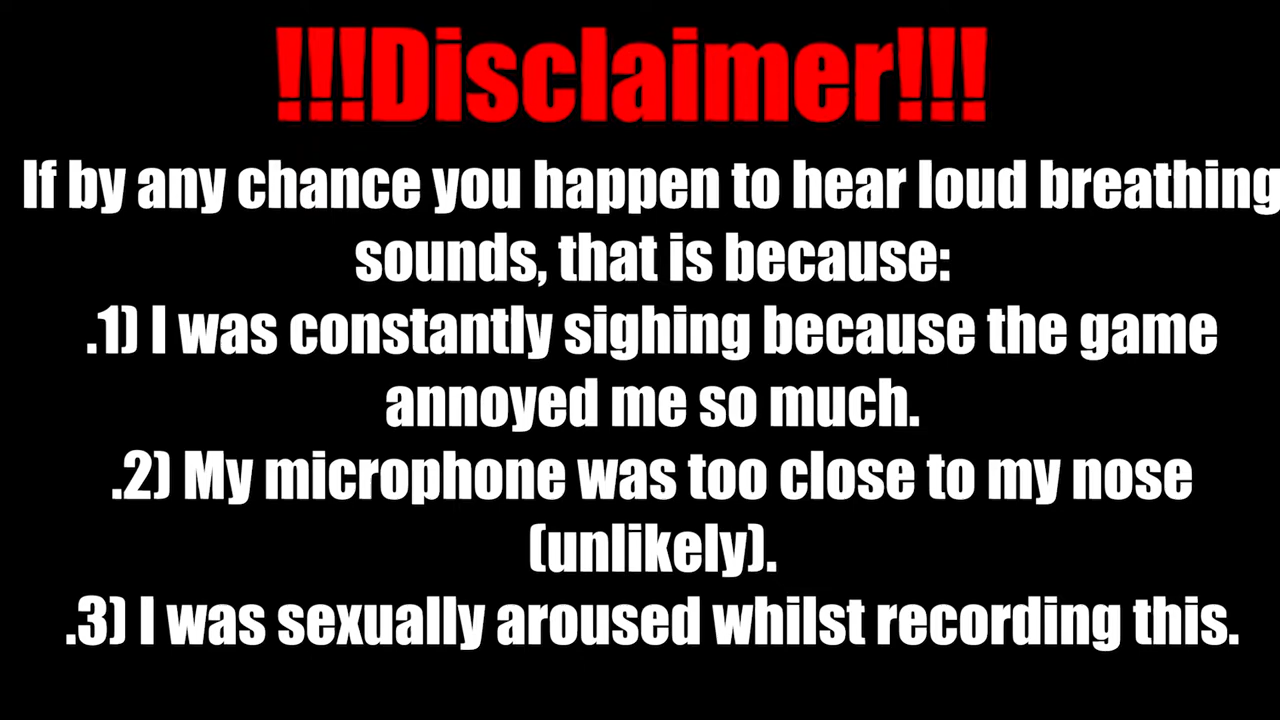 !!!Disclaimer!!!
If by any chance you happen to hear loud breathing
sounds, that is because:
.1) I was constantly sighing because the game
annoyed me so much.
.2) My microphone was too close to my nose
(unlikely).
.3) I was sexually aroused whilst recording this.